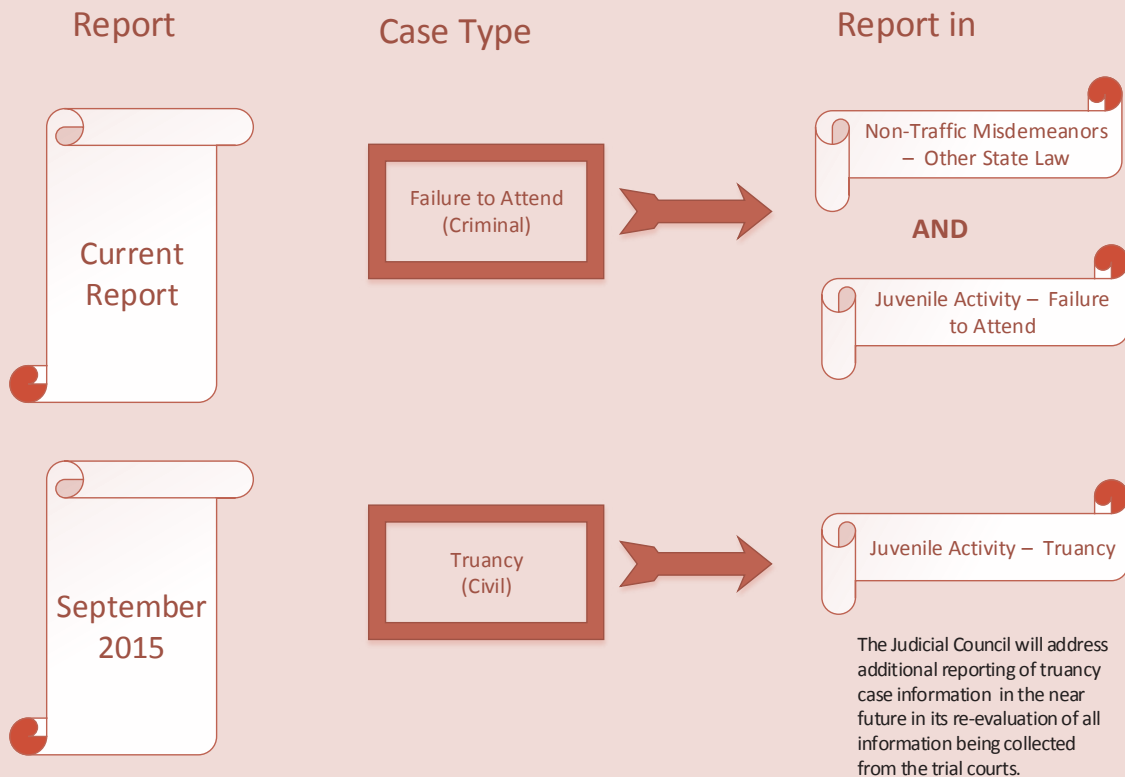 Report
Case Type
Report in
Current
Report
Failure to Attend
(Criminal)
Non-Traffic Misdemeanors
– Other State Law
AND
Juvenile Activity – Failure
to Attend
September
2015
Truancy
(Civil)
Juvenile Activity – Truancy
The Judicial Council will address
additional reporting of truancy
case information in the near
future in its re-evaluation of all
information being collected
from the trial courts.